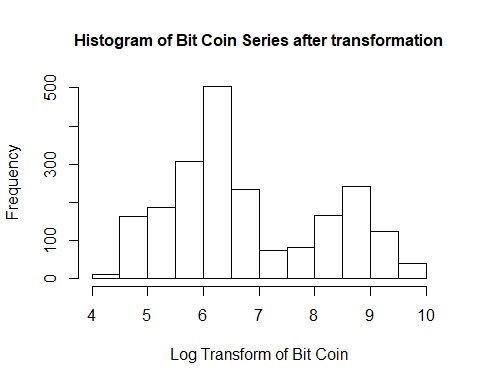 Histogram of Bit Coin Series after transformation
Frequency
500
300
100
0
4 5 6 7 8 9 10
Log Transform of Bit Coin